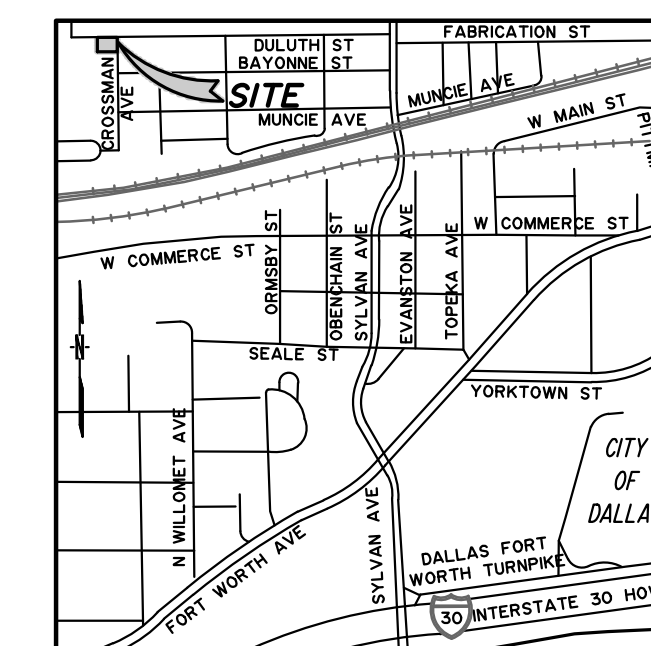 FABRICATION ST
DULUTH ST
BAYONNE ST
CROSSMAN
AVE
SITE
MUNCIE AVE
MUNCIE AVE
W MAIN ST
W COMMERCE ST
W COMMERCE ST
ORMSBY ST
OBENCHAIN ST
SYLVAN AVE
EVANSTON AVE
TOPEKA AVE
N
SEALE ST
YORKTOWN ST
N WILLOMET AVE
CITY
OF
DALLA
FORT WORTH AVE
SYLVAN AVE
DALLAS FORT
WORTH TURNPIKE
30
INTERSTATE 30 HO